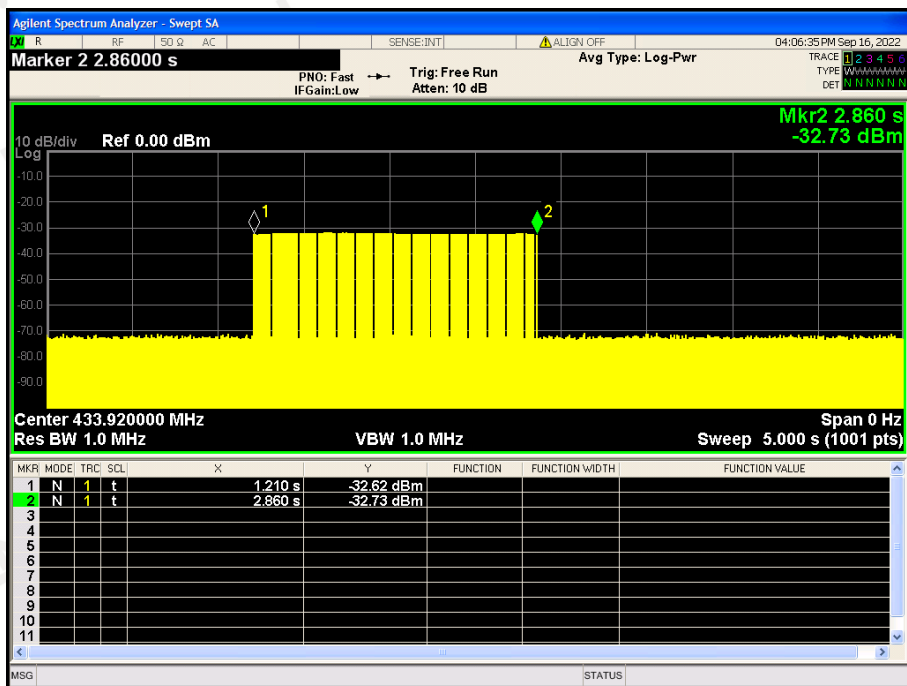 Agilent Spectrum Analyzer - Swept SA
LXI R RF 50 Ω AC SENSE:INT ALIGN OFF 04:06:35 PM Sep 16, 2022
Marker 2 2.86000 s
PNO: Fast Trig: Free Run Avg Type: Log-Pwr TRACE 1 2 3 4 5 6
IFGain:Low Atten: 10 dB TYPE W
DET N N N N N N
Mkr2 2.860 s
10 dB/div Ref 0.00 dBm -32.73 dBm
Log
-10.0
-20.0
1 2
-30.0
-40.0
-50.0
-60.0
-70.0
-80.0
-90.0
Center 433.920000 MHz Span 0 Hz
Res BW 1.0 MHz VBW 1.0 MHz Sweep 5.000 s (1001 pts)
MKR MODE TRC SCL X Y FUNCTION FUNCTION WIDTH FUNCTION VALUE
1 N 1 t 1.210 s -32.62 dBm
2 N 1 t 2.860 s -32.73 dBm
3
4
5
6
7
8
9
10
11
MSG STATUS